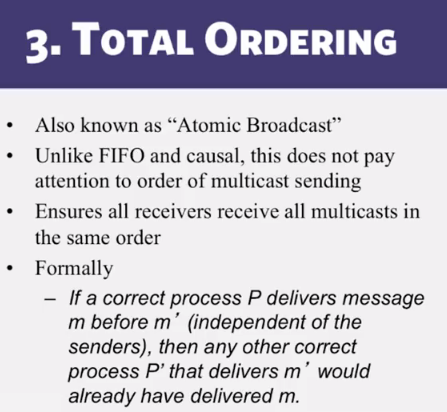 3. TOTAL ORDERING
• Also known as “Atomic Broadcast”
• Unlike FIFO and causal, this does not pay
attention to order of multicast sending
• Ensures all receivers receive all multicasts in
the same order
• Formally
– If a correct process P delivers message
m before m’ (independent of the
senders), then any other correct
process P’ that delivers m’ would
already have delivered m.